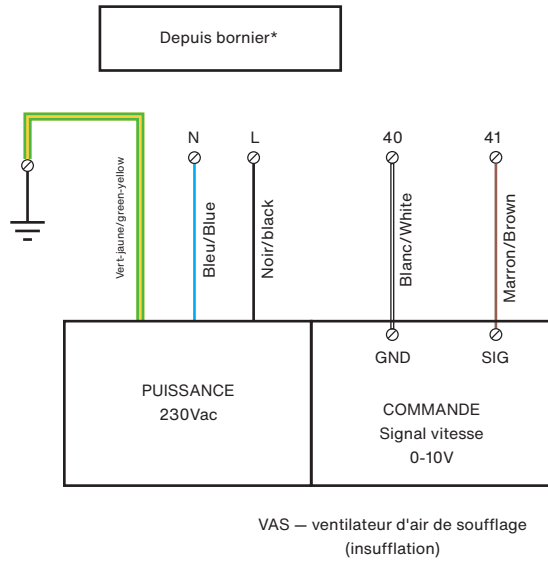 Depuis bornier*
N
L
40
41
Vert-jaune/green-yellow
Bleu/Blue
Noir/black
Blanc/White
Marron/Brown
GND
SIG
PUISSANCE
230Vac
COMMANDE
Signal vitesse
0-10V
VAS — ventilateur d'air de soufflage
(insufflation)